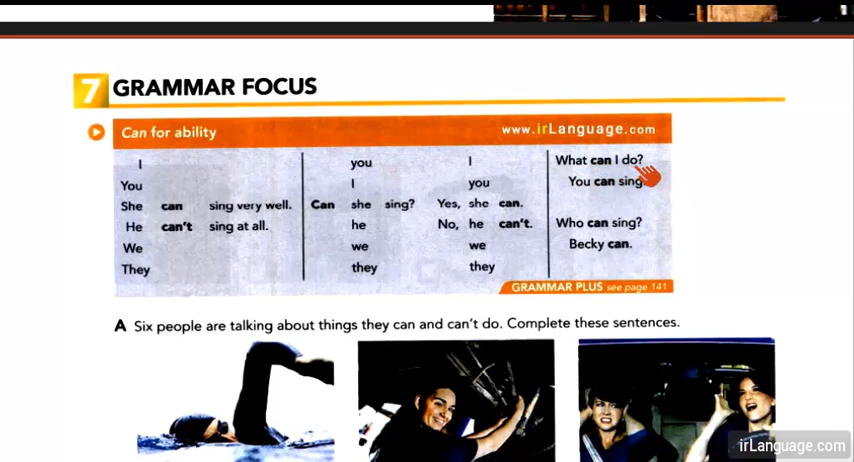 7 GRAMMAR FOCUS
Can for ability
www.irLanguage.com
I you I What can I do?
You I you You can sing
She can sing very well. Can she sing? Yes, she can.
He can't sing at all. he No, he can't. Who can sing?
We we we Becky can.
They they they
GRAMMAR PLUS see page 141
A Six people are talking about things they can and can't do. Complete these sentences.
irLanguage.com